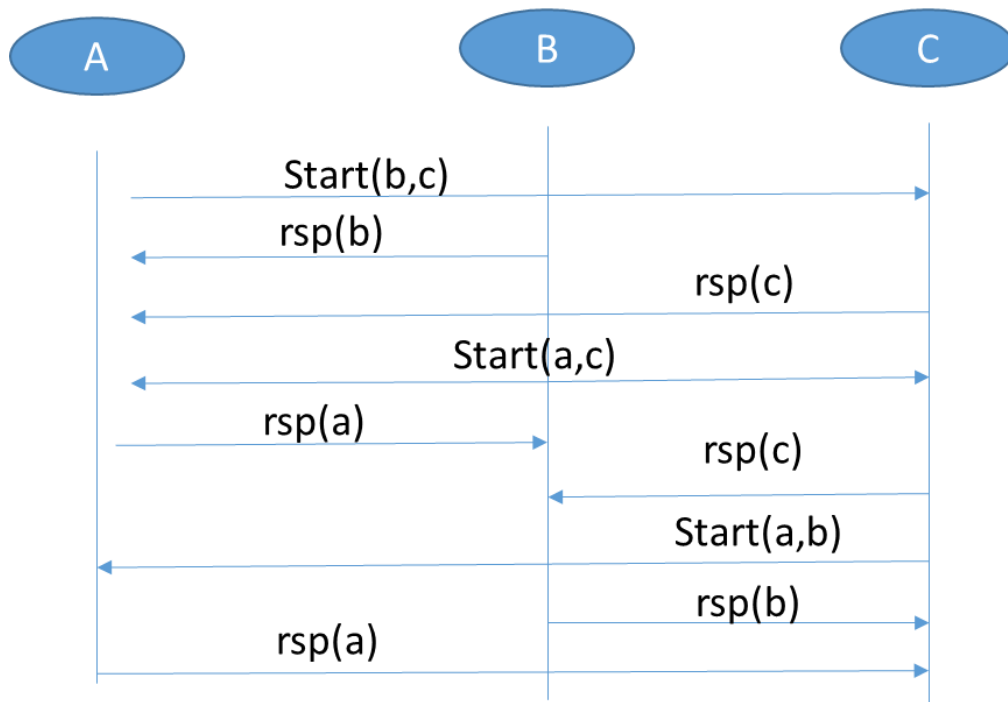 A
B
C
Start(b,c)
rsp(b)
rsp(c)
Start(a,c)
rsp(a)
rsp(c)
Start(a,b)
rsp(b)
rsp(a)